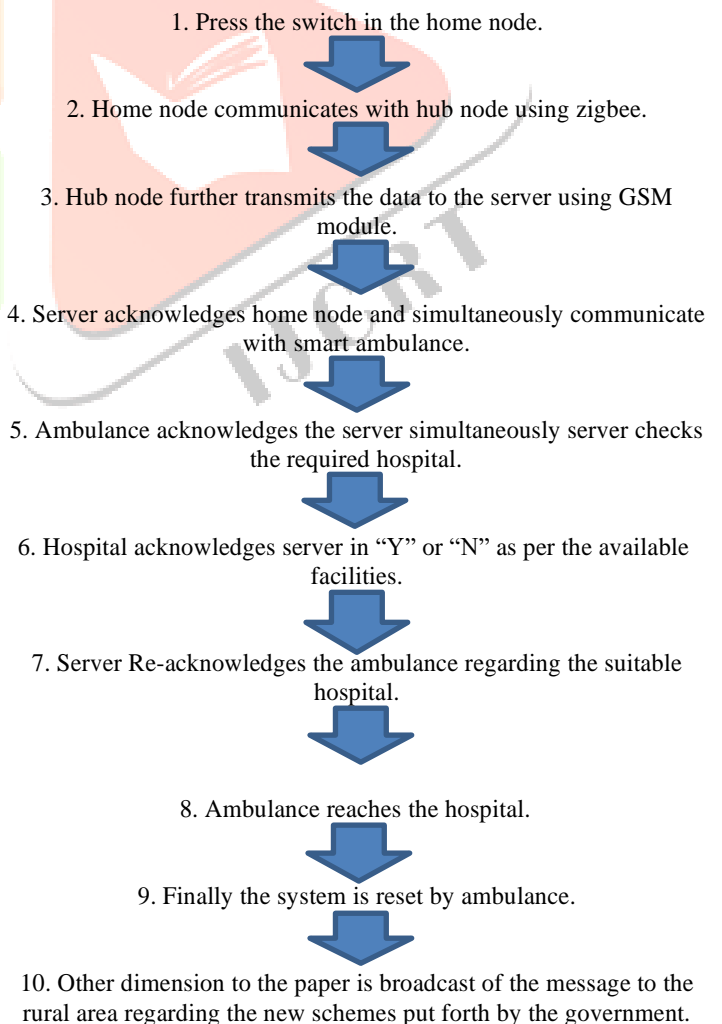 1. Press the switch in the home node.
2. Home node communicates with hub node using zigbee.
3. Hub node further transmits the data to the server using GSM
module.
4. Server acknowledges home node and simultaneously communicate
with smart ambulance.
IJCRT
5. Ambulance acknowledges the server simultaneously server checks
the required hospital.
6. Hospital acknowledges server in “Y” or “N” as per the available
facilities.
7. Server Re-acknowledges the ambulance regarding the suitable
hospital.
8. Ambulance reaches the hospital.
9. Finally the system is reset by ambulance.
10. Other dimension to the paper is broadcast of the message to the
rural area regarding the new schemes put forth by the government.